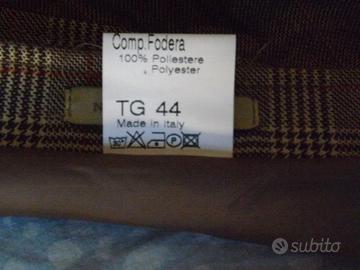 Comp.Fodera
100% Poliestere
, Polyester
TG 44
Made in Italy
subito